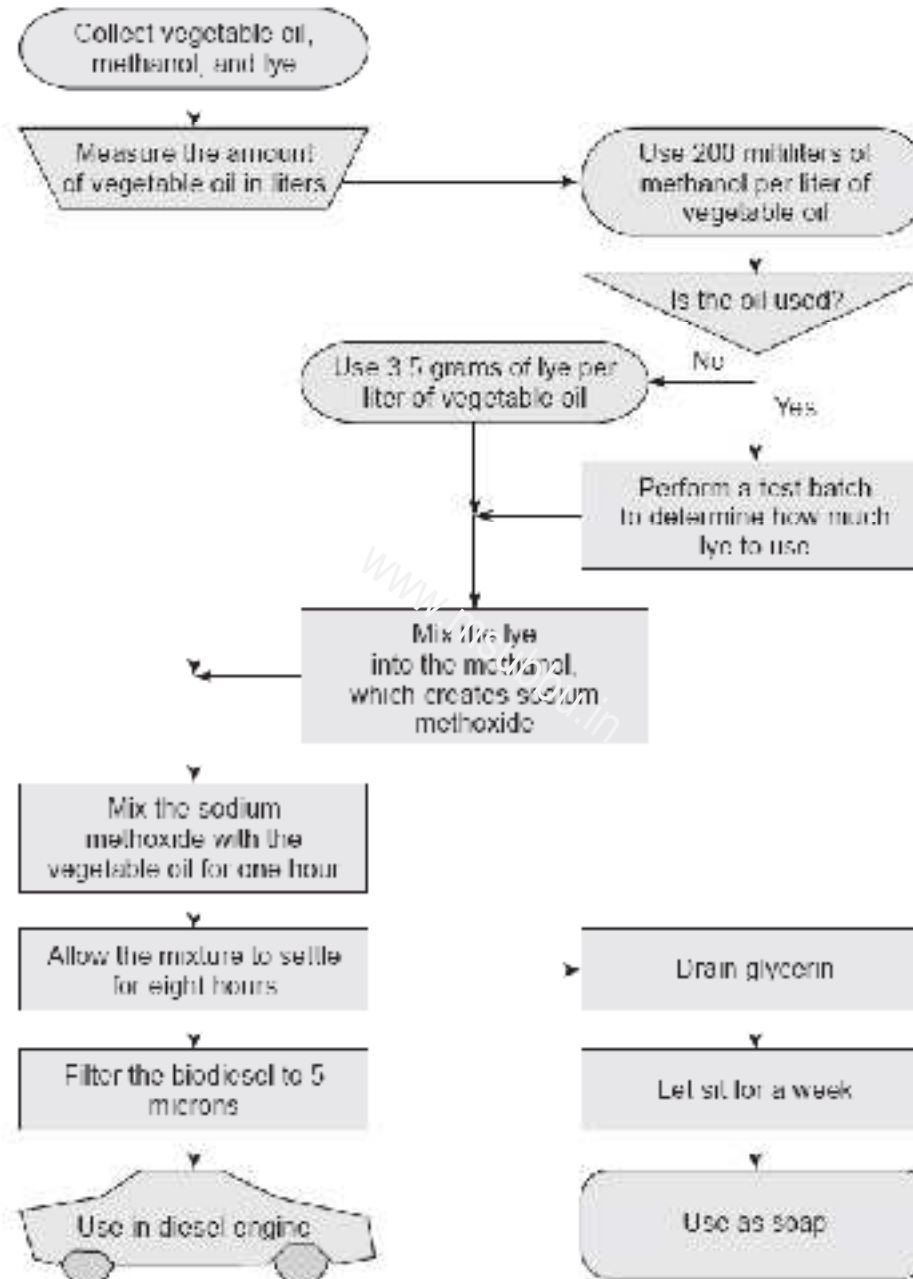 Collect vegetable oil,
methanol, and lye
Measure the amount
of vegetable oil in liters
Use 200 milliliters of
methanol per liter of
vegetable oil
Is the oil used?
No
Yes
Use 3.5 grams of lye per
liter of vegetable oil
Perform a test batch
to determine how much
lye to use
Mix the lye
into the methanol,
which creates sodium
methoxide
Mix the sodium
methoxide with the
vegetable oil for one hour
Allow the mixture to settle
for eight hours
Drain glycerin
Filter the biodiesel to 5
microns
Let sit for a week
Use in diesel engine
Use as soap
www.msubbu.in